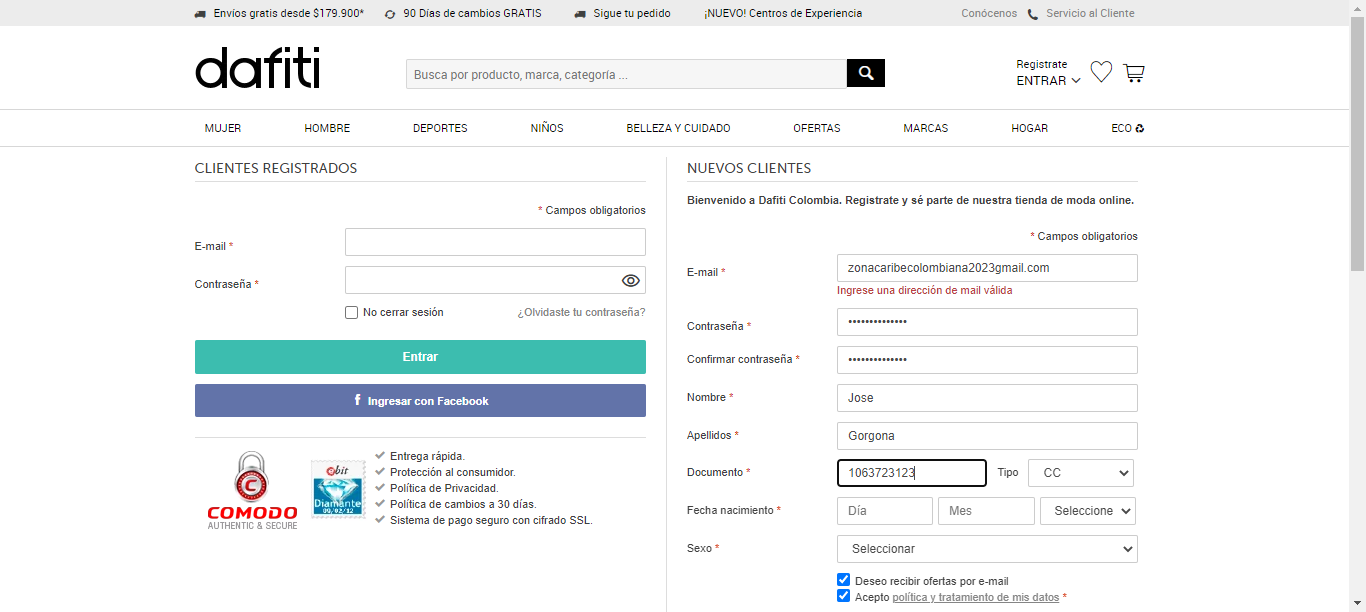 Envíos gratis desde $179.900* 90 Días de cambios GRATIS Sigue tu pedido ¡NUEVO! Centros de Experiencia Conócenos Servicio al Cliente
dafiti
Busca por producto, marca, categoría ...
Registrate
ENTRAR
MUJER HOMBRE DEPORTES NIÑOS BELLEZA Y CUIDADO OFERTAS MARCAS HOGAR ECO
CLIENTES REGISTRADOS
* Campos obligatorios
E-mail *
Contraseña *
No cerrar sesión ¿Olvidaste tu contraseña?
Entrar
f Ingresar con Facebook
C
COMODO
AUTHENTIC & SECURE
ebit
Diamante
09/02/12
Entrega rápida.
Protección al consumidor.
Política de Privacidad.
Política de cambios a 30 días.
Sistema de pago seguro con cifrado SSL.
NUEVOS CLIENTES
Bienvenido a Dafiti Colombia. Registrate y sé parte de nuestra tienda de moda online.
* Campos obligatorios
E-mail * zonacaribecolombiana2023gmail.com
Ingrese una dirección de mail válida
Contraseña * ••••••••••••••
Confirmar contraseña * ••••••••••••••
Nombre * Jose
Apellidos * Gorgona
Documento * 1063723123 Tipo CC
Fecha nacimiento * Día Mes Seleccione
Sexo * Seleccionar
Deseo recibir ofertas por e-mail
Acepto política y tratamiento de mis datos *